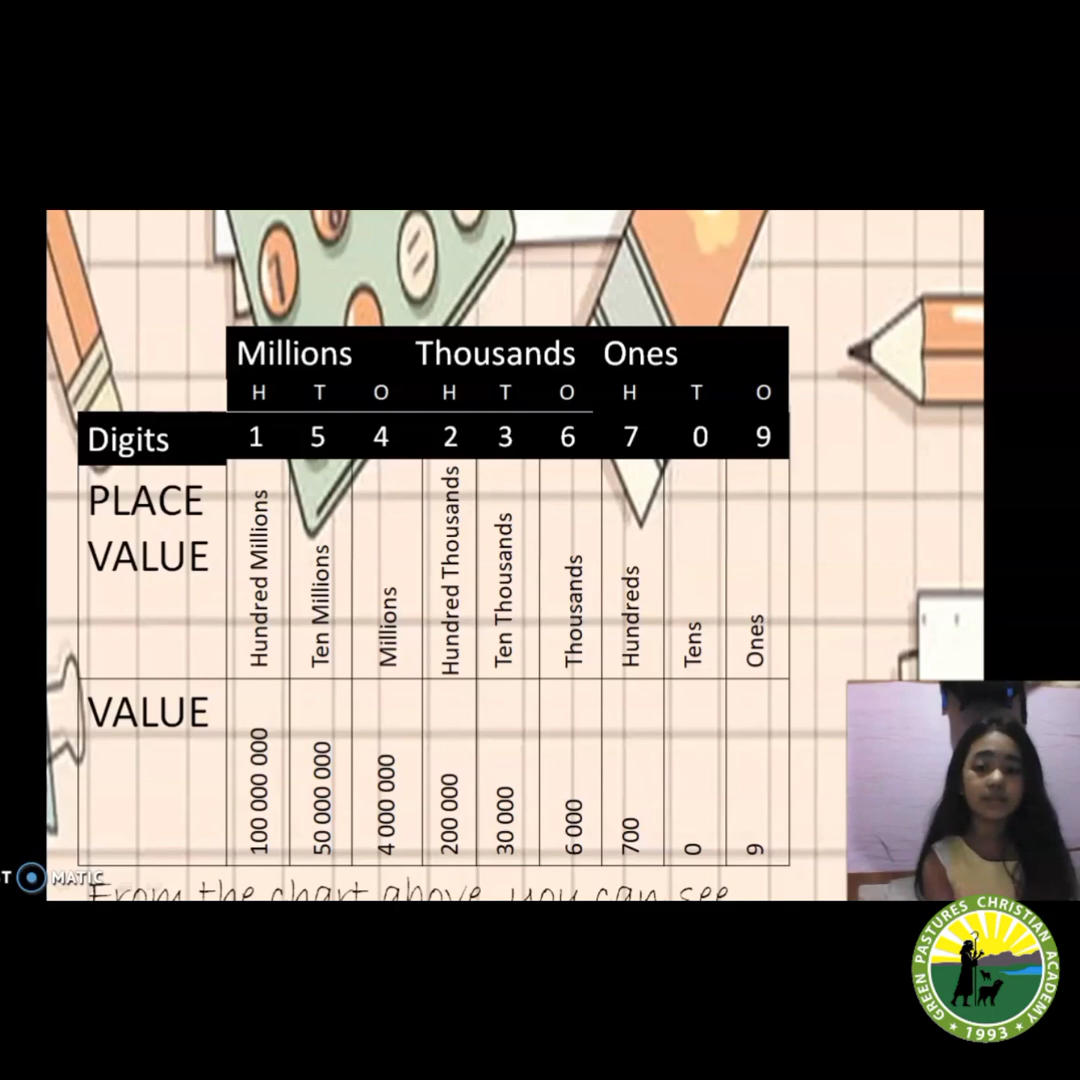 Millions Thousands Ones
H T O H T O H T O
Digits 1 5 4 2 3 6 7 0 9
PLACE
VALUE
Hundred Millions
Ten Millions
Millions
Hundred Thousands
Ten Thousands
Thousands
Hundreds
Tens
Ones
VALUE
100 000 000
50 000 000
4 000 000
200 000
30 000
6 000
700
0
9
T MATIC
From the chart above, you can see
GREEN PASTURES CHRISTIAN ACADEMY
1993